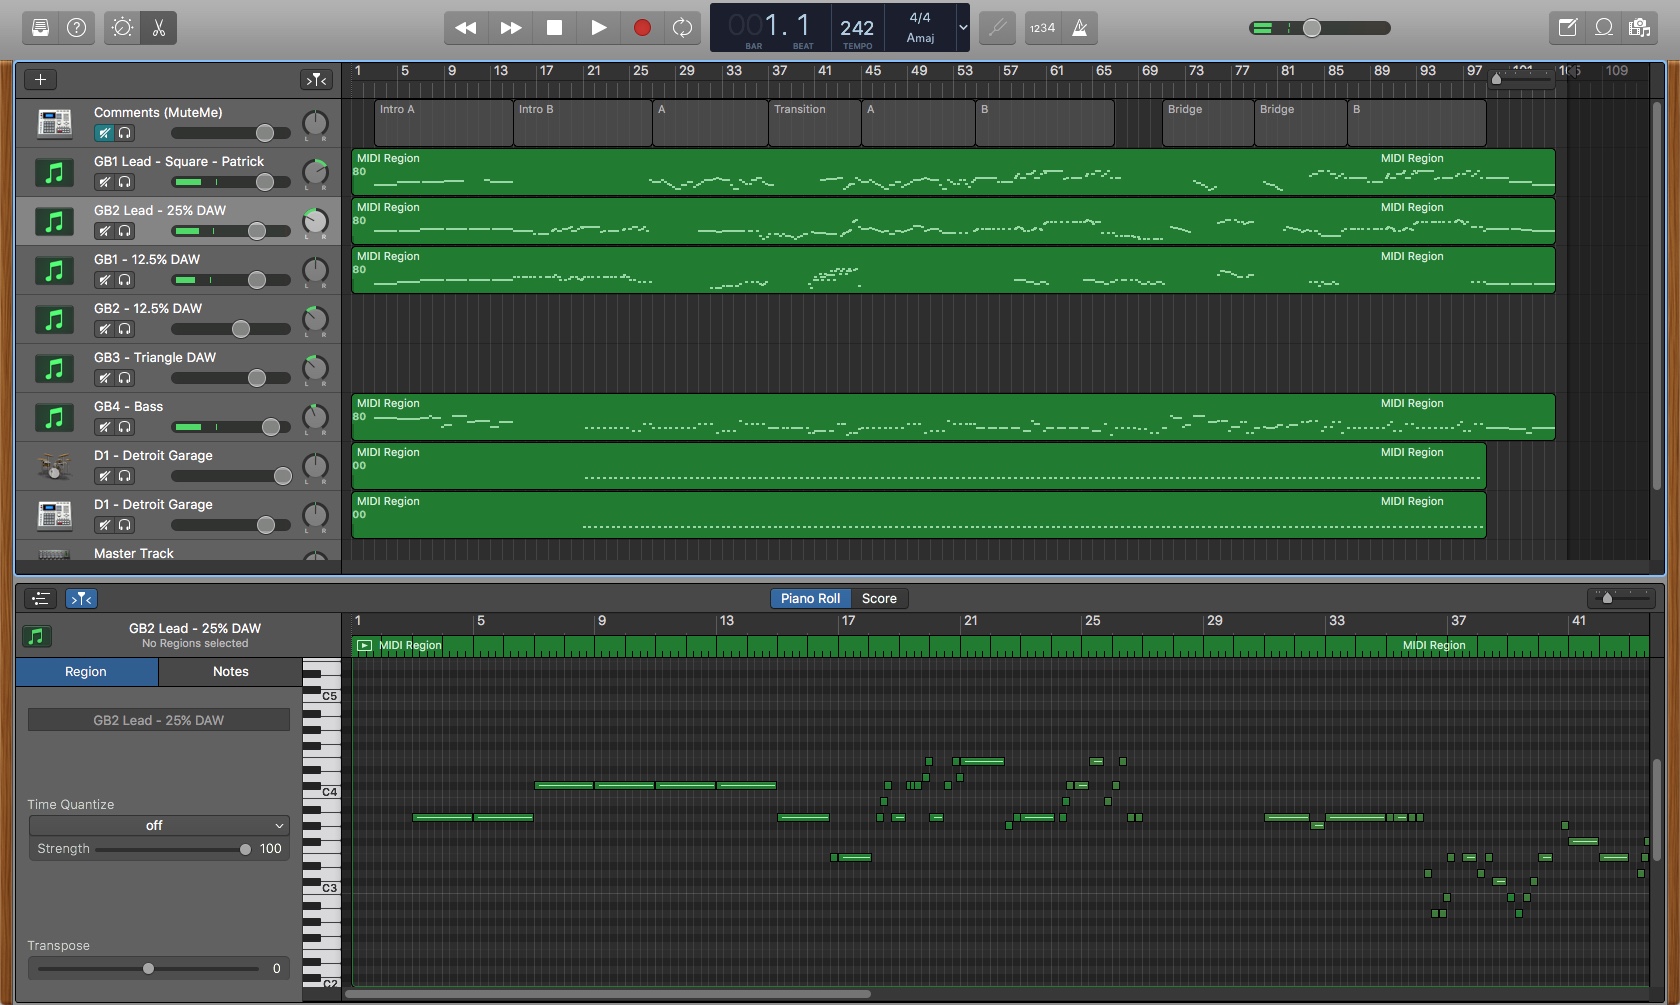 1234
001.1
BAR
BEAT
242
TEMPO
4/4
Amaj
1 5 9 13 17 21 25 29 33 37 41 45 49 53 57 61 65 69 73 77 81 85 89 93 97 101 105 109
Comments (MuteMe)
L R
Intro A
Intro B
A
Transition
A
B
Bridge
Bridge
B
GB1 Lead - Square - Patrick
L R
MIDI Region
MIDI Region
80
GB2 Lead - 25% DAW
L R
MIDI Region
MIDI Region
80
GB1 - 12.5% DAW
L R
MIDI Region
MIDI Region
80
GB2 - 12.5% DAW
L R
GB3 - Triangle DAW
L R
GB4 - Bass
L R
MIDI Region
MIDI Region
80
D1 - Detroit Garage
L R
MIDI Region
MIDI Region
00
D1 - Detroit Garage
L R
MIDI Region
MIDI Region
00
Master Track
Piano Roll
Score
GB2 Lead - 25% DAW
No Regions selected
1 5 9 13 17 21 25 29 33 37 41
MIDI Region
MIDI Region
Region
Notes
GB2 Lead - 25% DAW
Time Quantize
off
Strength
100
Transpose
0
C5
C4
C3
C2